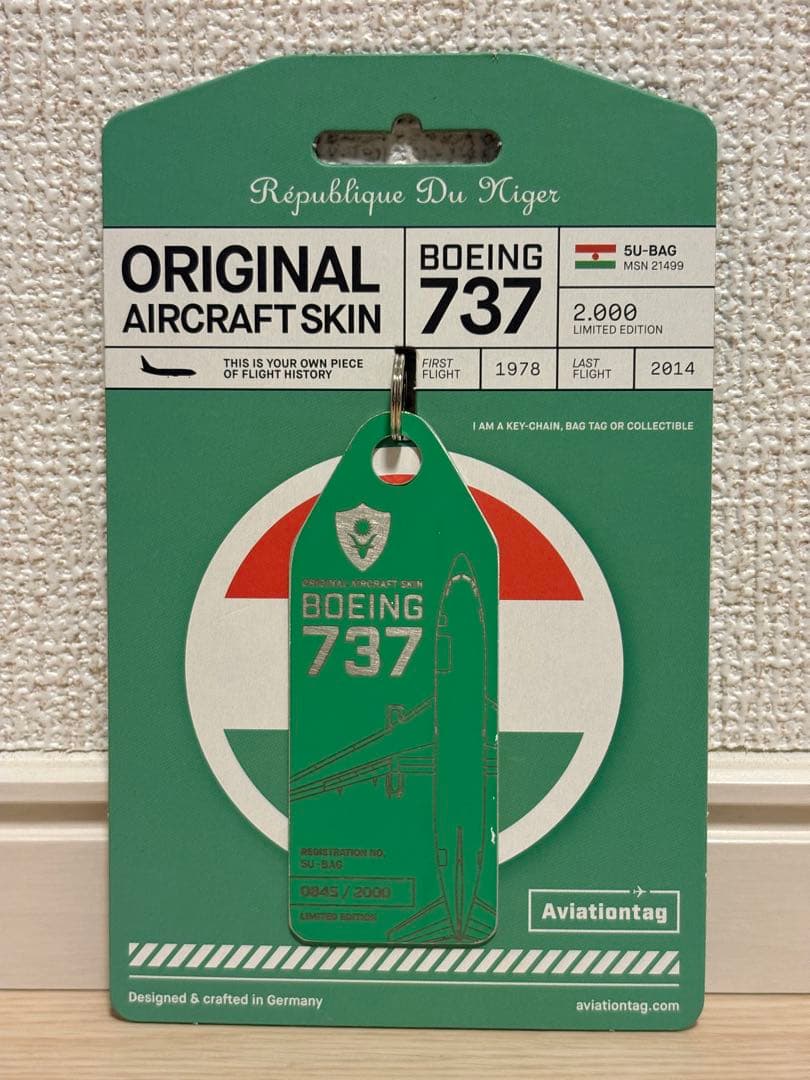 République Du Niger
ORIGINAL
AIRCRAFT SKIN
BOEING
737
5U-BAG
MSN 21499
2.000
LIMITED EDITION
THIS IS YOUR OWN PIECE
OF FLIGHT HISTORY
FIRST
FLIGHT
1978
LAST
FLIGHT
2014
I AM A KEY-CHAIN, BAG TAG OR COLLECTIBLE
ORIGINAL AIRCRAFT SKIN
BOEING
737
REGISTRATION NO.
5U-BAG
0845 / 2000
LIMITED EDITION
Aviationtag
Designed & crafted in Germany
aviationtag.com